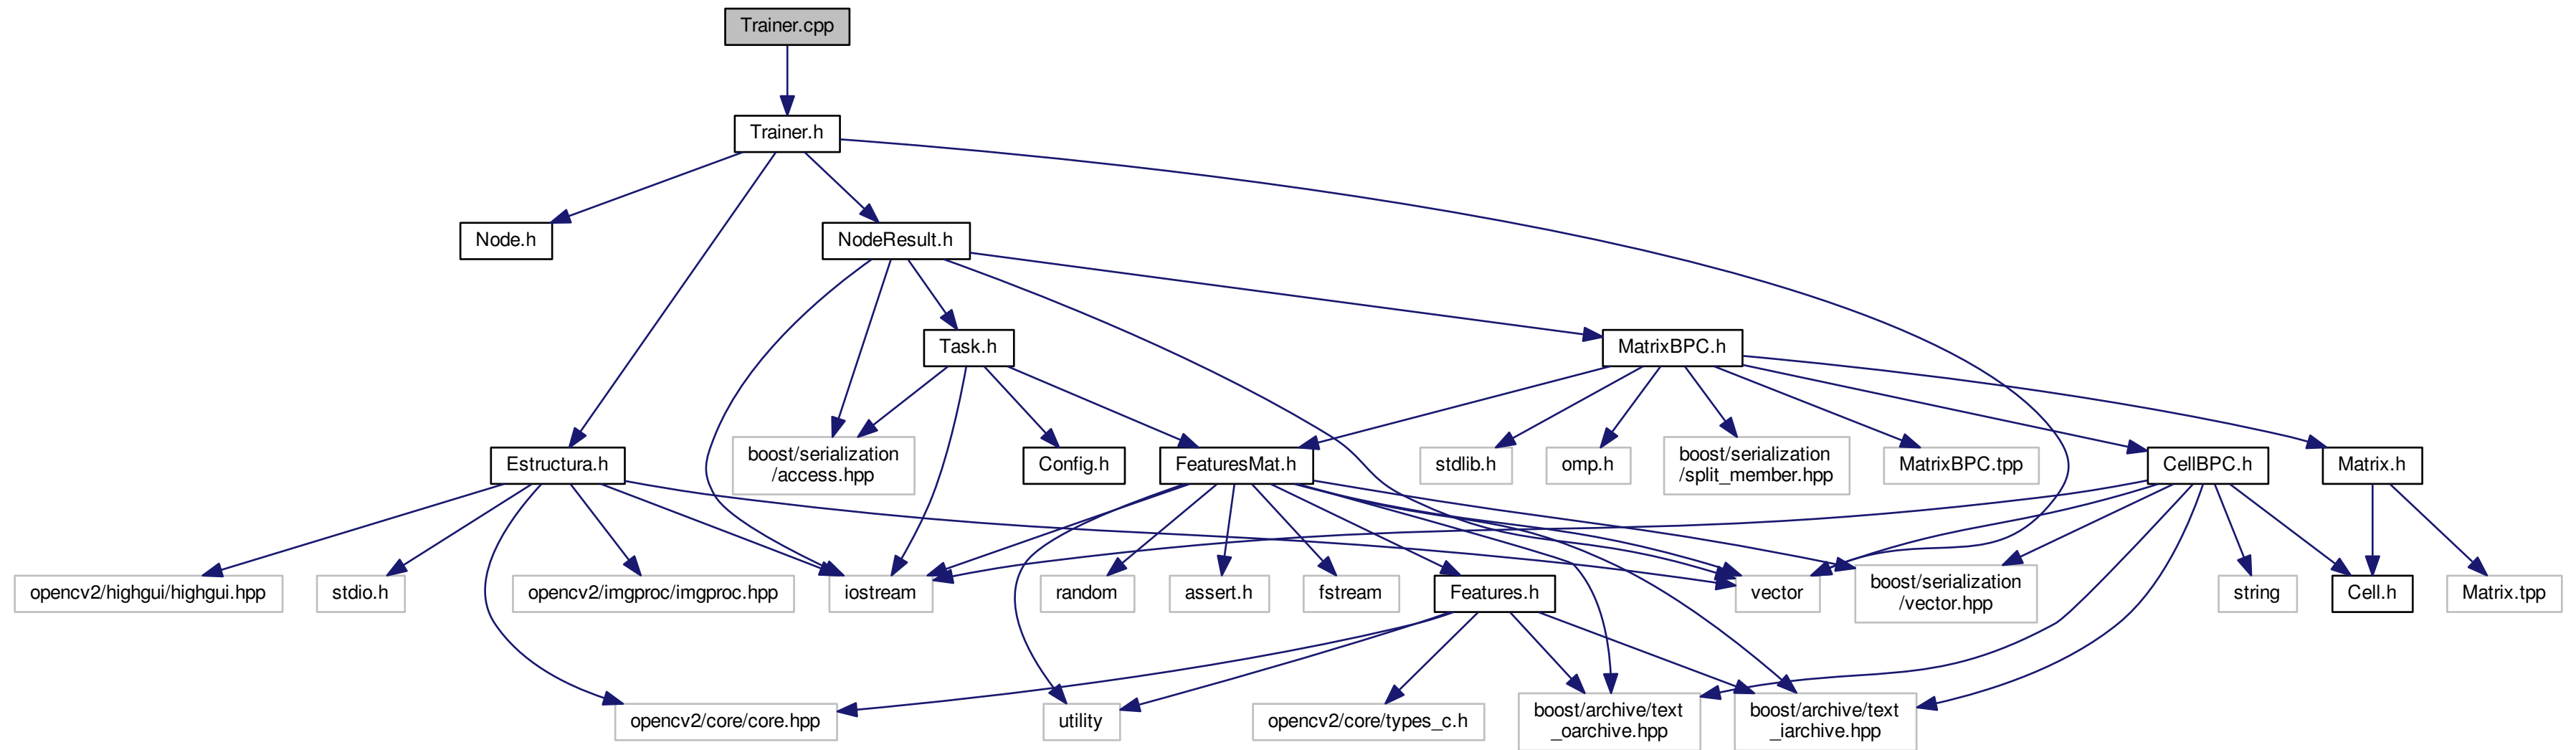 Trainer.cpp
Trainer.h
Node.h
NodeResult.h
Task.h
MatrixBPC.h
Estructura.h
boost/serialization
/access.hpp
Config.h
FeaturesMat.h
stdlib.h
omp.h
boost/serialization
/split_member.hpp
MatrixBPC.tpp
CellBPC.h
Matrix.h
opencv2/highgui/highgui.hpp
stdio.h
opencv2/imgproc/imgproc.hpp
iostream
random
assert.h
fstream
Features.h
vector
boost/serialization
/vector.hpp
string
Cell.h
Matrix.tpp
opencv2/core/core.hpp
utility
opencv2/core/types_c.h
boost/archive/text
_oarchive.hpp
boost/archive/text
_iarchive.hpp